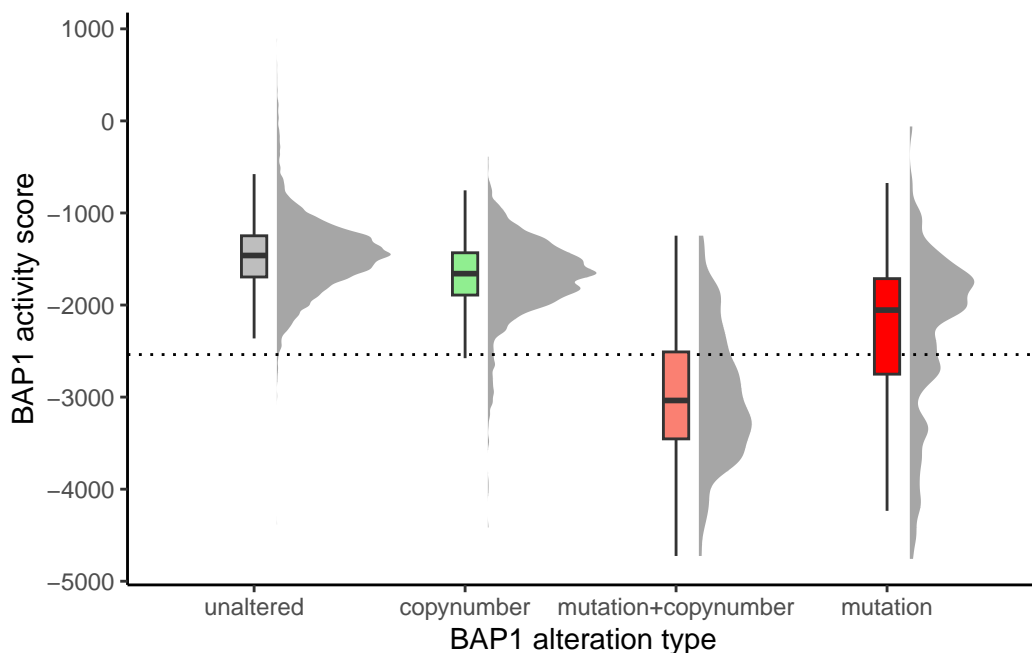 BAP1 activity score
1000
0
−1000
−2000
−3000
−4000
−5000
unaltered
copynumber
mutation+copynumber
mutation
BAP1 alteration type